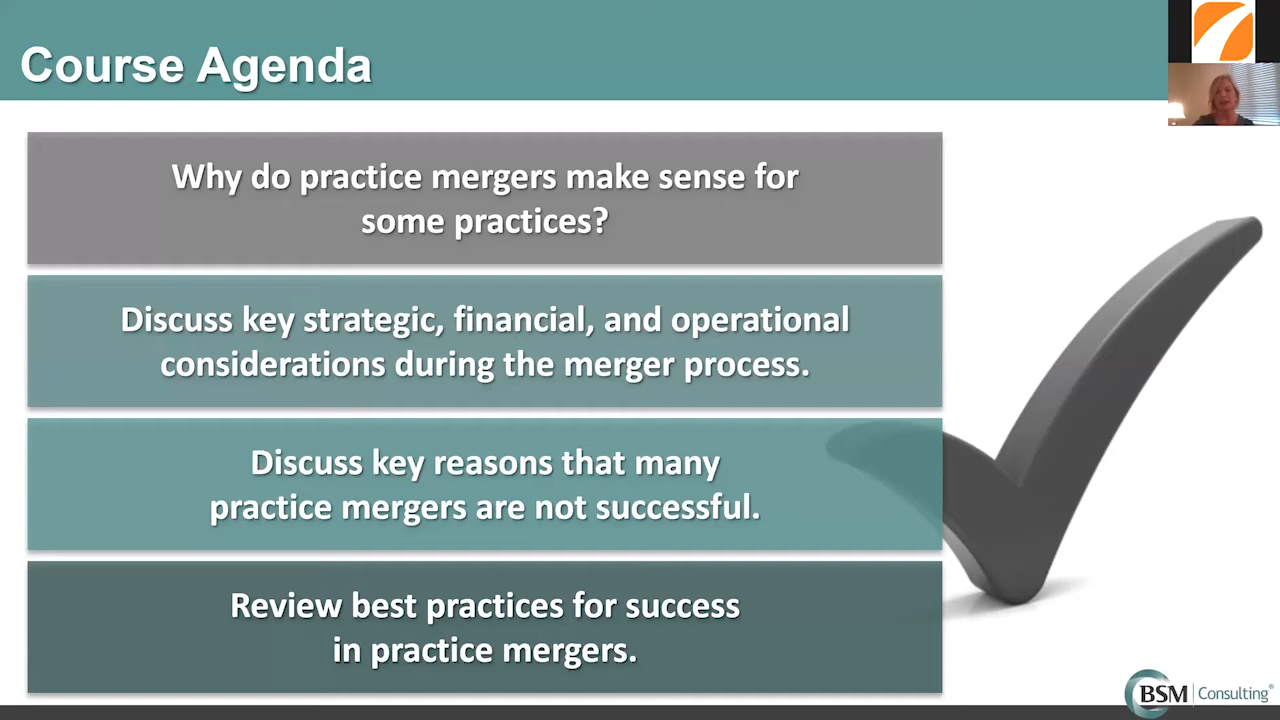 Course Agenda
Why do practice mergers make sense for
some practices?
Discuss key strategic, financial, and operational
considerations during the merger process.
Discuss key reasons that many
practice mergers are not successful.
Review best practices for success
in practice mergers.
BSM Consulting®